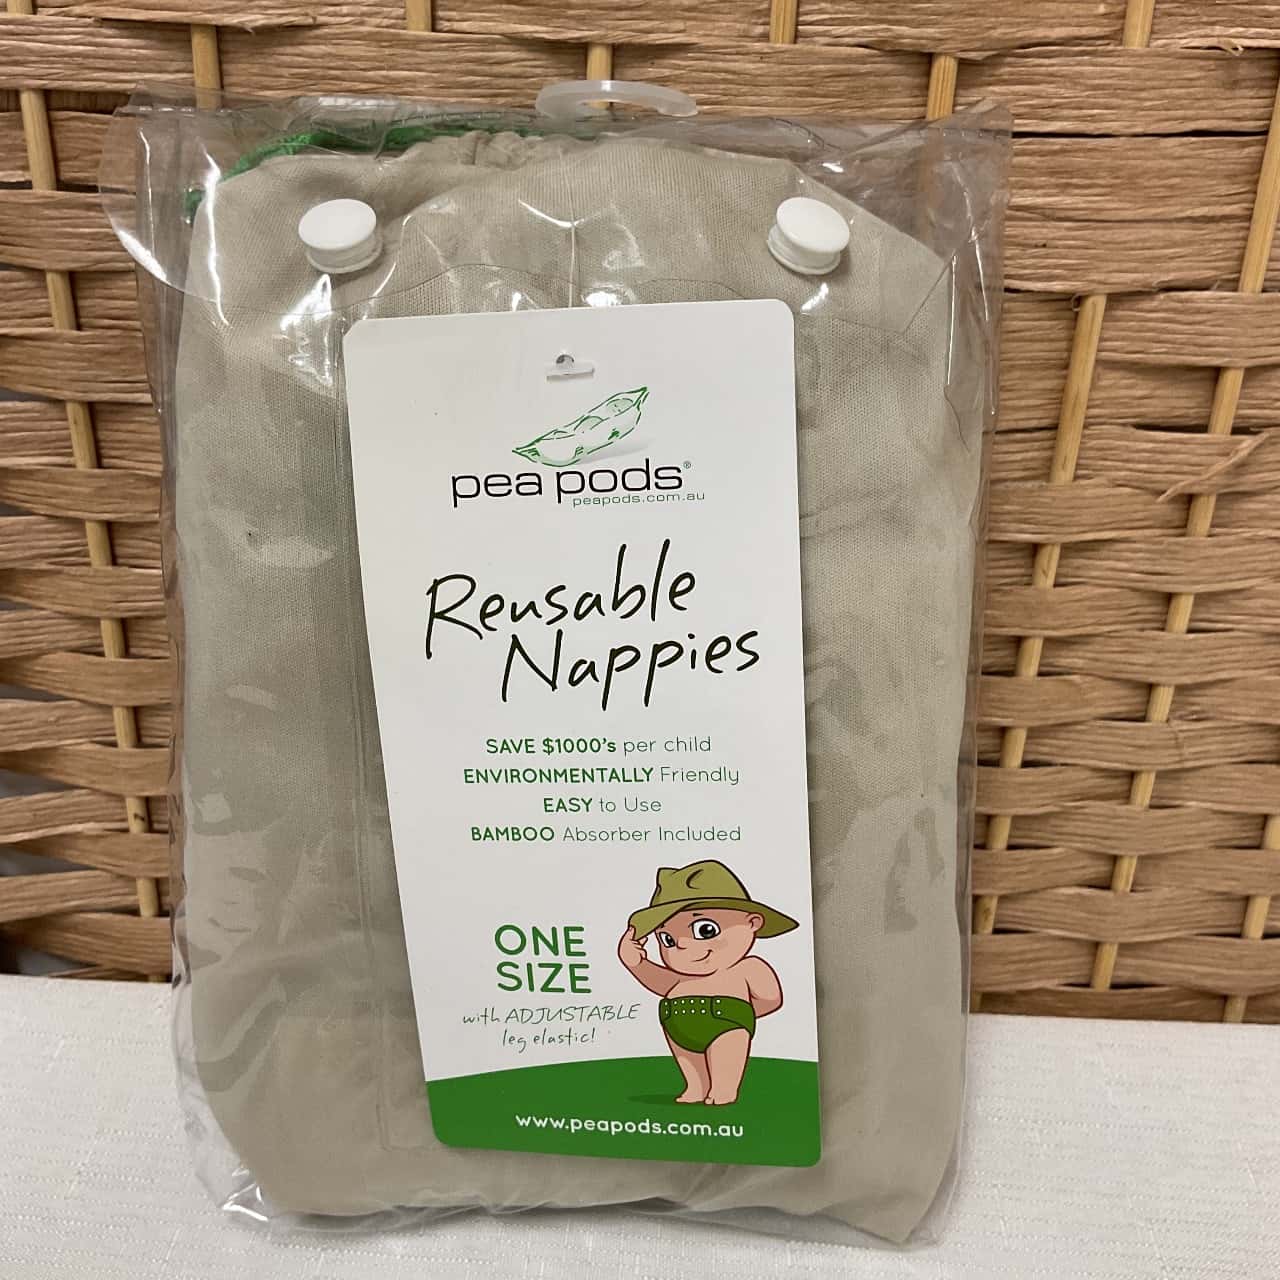 pea pods®
peapods.com.au
Reusable
Nappies
SAVE $1000's per child
ENVIRONMENTALLY Friendly
EASY to Use
BAMBOO Absorber Included
ONE
SIZE
with ADJUSTABLE
leg elastic!
www.peapods.com.au